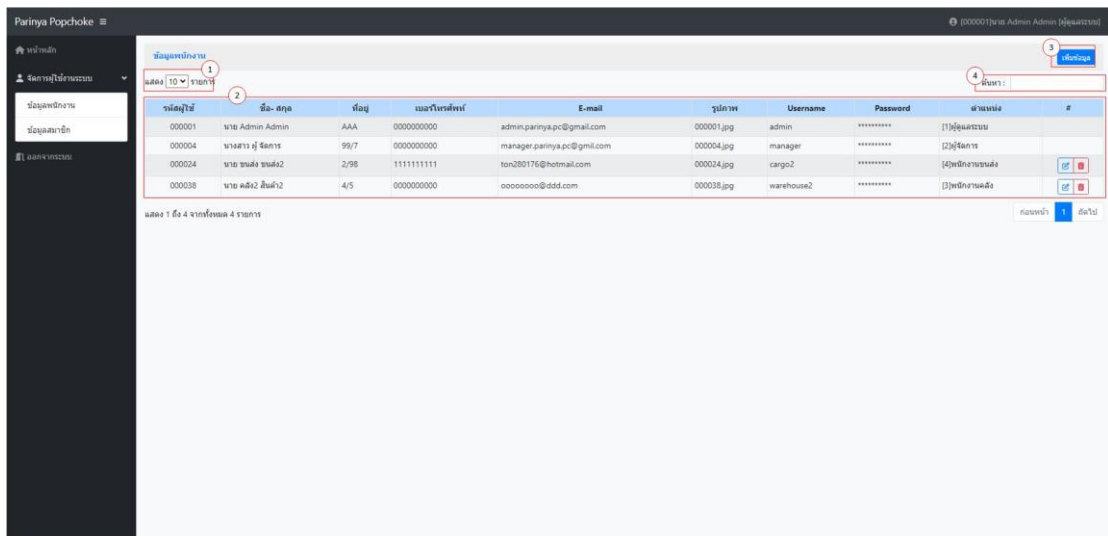 Parinya Popchoke
[000001]นาย Admin Admin [ผู้ดูแลระบบ]
หน้าหลัก
จัดการผู้ใช้งานระบบ
ข้อมูลพนักงาน
ข้อมูลสมาชิก
ออกจากระบบ
ข้อมูลพนักงาน
3
เพิ่มข้อมูล
1
แสดง 10 รายการ
4
ค้นหา :
2
รหัสผู้ใช้ ชื่อ- สกุล ที่อยู่ เบอร์โทรศัพท์ E-mail รูปภาพ Username Password ตำแหน่ง #
000001 นาย Admin Admin AAA 0000000000 admin.parinya.pc@gmail.com 000001.jpg admin ********** [1]ผู้ดูแลระบบ
000004 นางสาว ผู้ จัดการ 99/7 0000000000 manager.parinya.pc@gmil.com 000004.jpg manager ********** [2]ผู้จัดการ
000024 นาย ขนส่ง ขนส่ง2 2/98 1111111111 ton280176@hotmail.com 000024.jpg cargo2 ********** [4]พนักงานขนส่ง
000038 นาย คลัง2 สินค้า2 4/5 0000000000 oooooooo@ddd.com 000038.jpg warehouse2 ********** [3]พนักงานคลัง
แสดง 1 ถึง 4 จากทั้งหมด 4 รายการ
ก่อนหน้า 1 ถัดไป